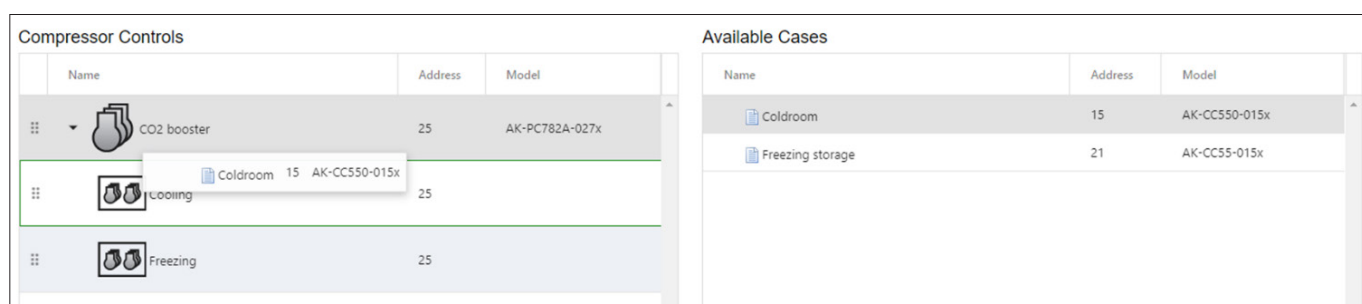 Compressor Controls
Name Address Model
CO2 booster 25 AK-PC782A-027x
Coldroom 15 AK-CC550-015x
Cooling 25
Freezing 25
Available Cases
Name Address Model
Coldroom 15 AK-CC550-015x
Freezing storage 21 AK-CC55-015x